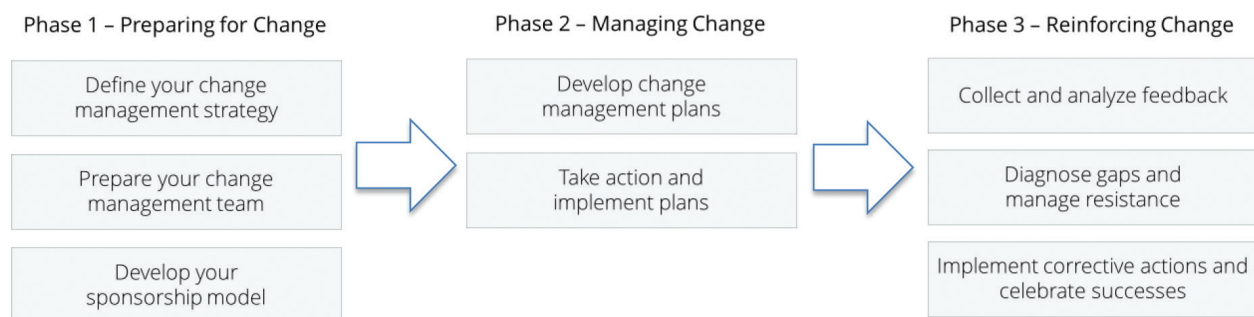 Phase 1 – Preparing for Change
Define your change
management strategy
Prepare your change
management team
Develop your
sponsorship model
Phase 2 – Managing Change
Develop change
management plans
Take action and
implement plans
Phase 3 – Reinforcing Change
Collect and analyze feedback
Diagnose gaps and
manage resistance
Implement corrective actions and
celebrate successes